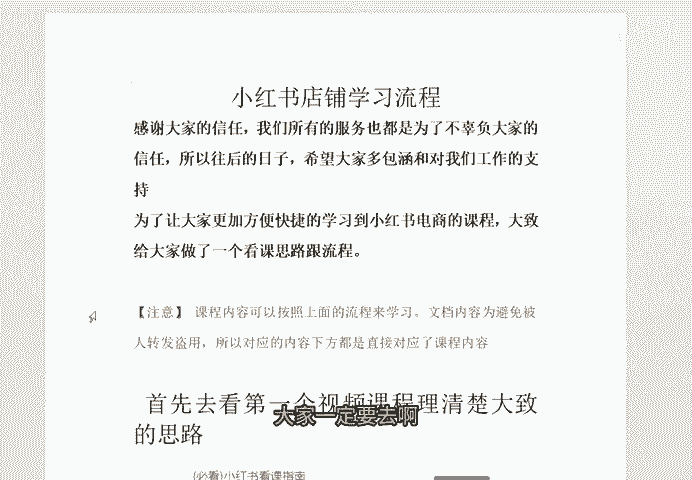 小红书店铺学习流程
感谢大家的信任，我们所有的服务也都是为了不辜负大家的
信任，所以往后的日子，希望大家多包涵和对我们工作的支
持
为了让大家更加方便快捷的学习到小红书电商的课程，大致
给大家做了一个看课思路跟流程。
【注意】 课程内容可以按照上面的流程来学习。文档内容为避免被
人转发盗用，所以对应的内容下方都是直接对应了课程内容
首先去看第一个视频课程理清楚大致
的思路
大家一定要去啊
(必看)小红书看课指南